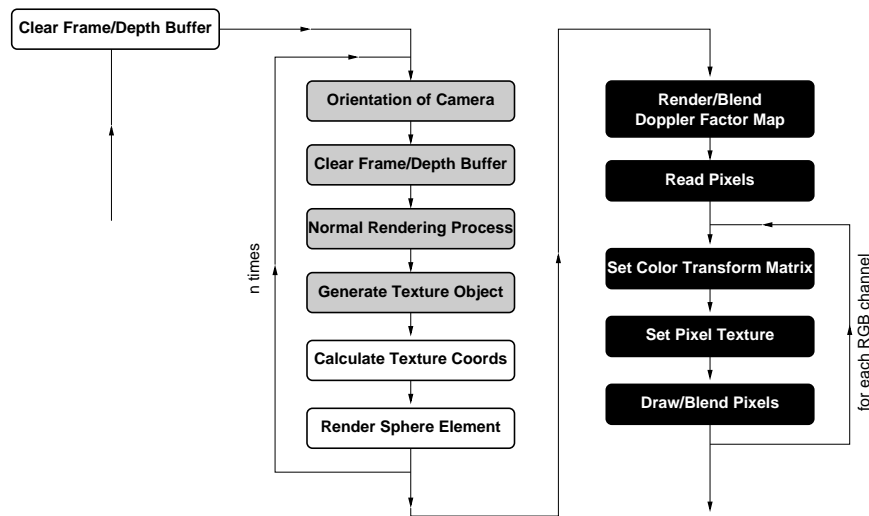 Clear Frame/Depth Buffer
Orientation of Camera
Clear Frame/Depth Buffer
Normal Rendering Process
Generate Texture Object
Calculate Texture Coords
Render Sphere Element
n times
Render/Blend
Doppler Factor Map
Read Pixels
Set Color Transform Matrix
Set Pixel Texture
Draw/Blend Pixels
for each RGB channel